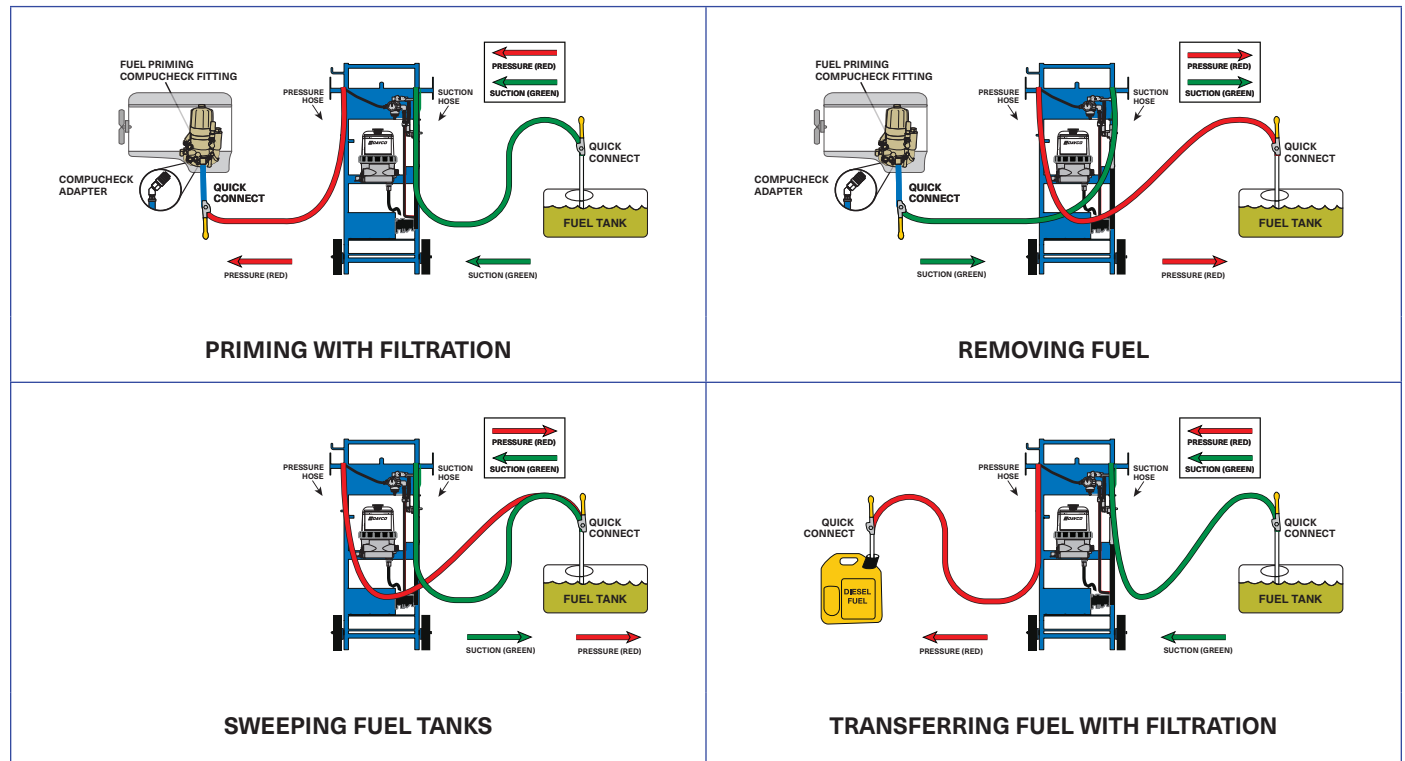 PRESSURE (RED)
SUCTION (GREEN)
FUEL PRIMING
COMPUCHECK FITTING
PRESSURE
HOSE
SUCTION
HOSE
DAVCO
QUICK
CONNECT
COMPUCHECK
ADAPTER
QUICK
CONNECT
FUEL TANK
PRESSURE (RED)
SUCTION (GREEN)
PRIMING WITH FILTRATION
PRESSURE (RED)
SUCTION (GREEN)
FUEL PRIMING
COMPUCHECK FITTING
PRESSURE
HOSE
SUCTION
HOSE
DAVCO
QUICK
CONNECT
COMPUCHECK
ADAPTER
QUICK
CONNECT
FUEL TANK
SUCTION (GREEN)
PRESSURE (RED)
REMOVING FUEL
PRESSURE (RED)
SUCTION (GREEN)
PRESSURE
HOSE
SUCTION
HOSE
DAVCO
QUICK
CONNECT
FUEL TANK
SUCTION (GREEN)
PRESSURE (RED)
SWEEPING FUEL TANKS
PRESSURE (RED)
SUCTION (GREEN)
PRESSURE
HOSE
SUCTION
HOSE
DAVCO
QUICK
CONNECT
QUICK
CONNECT
DIESEL
FUEL
FUEL TANK
PRESSURE (RED)
SUCTION (GREEN)
TRANSFERRING FUEL WITH FILTRATION